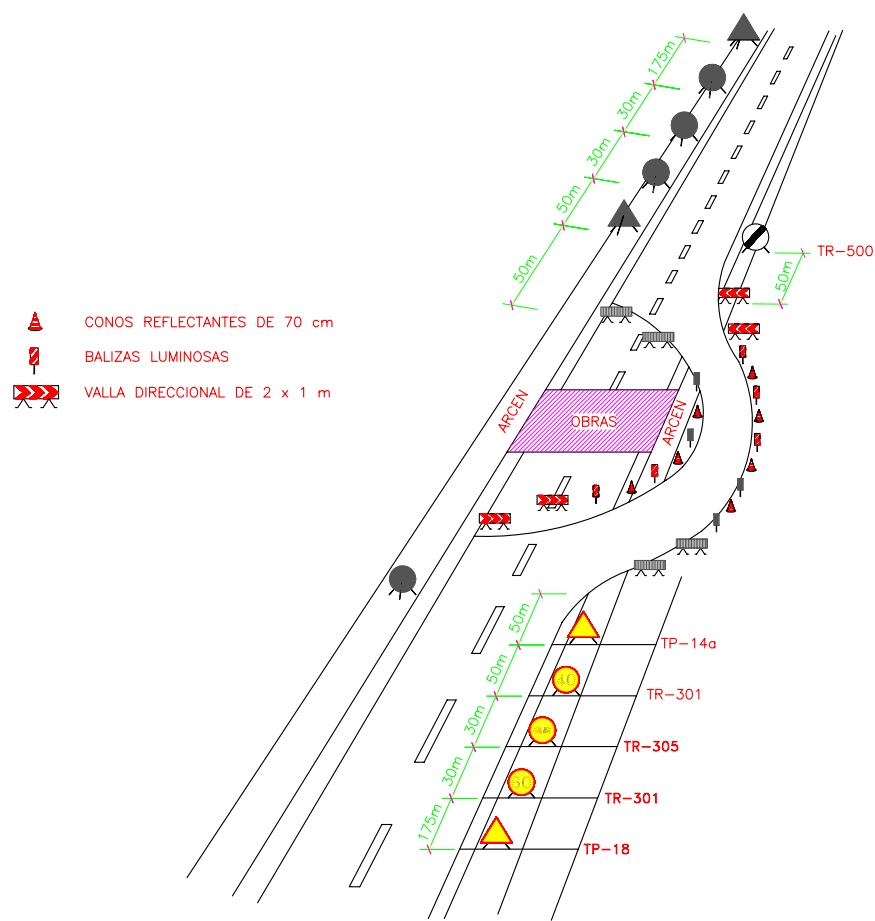 175m
30m
30m
50m
50m
TR-500
50m
CONOS REFLECTANTES DE 70 cm
BALIZAS LUMINOSAS
VALLA DIRECCIONAL DE 2 x 1 m
ARCEN
OBRAS
ARCEN
50m
TP-14a
50m
40
TR-301
30m
TR-305
30m
60
TR-301
175m
TP-18